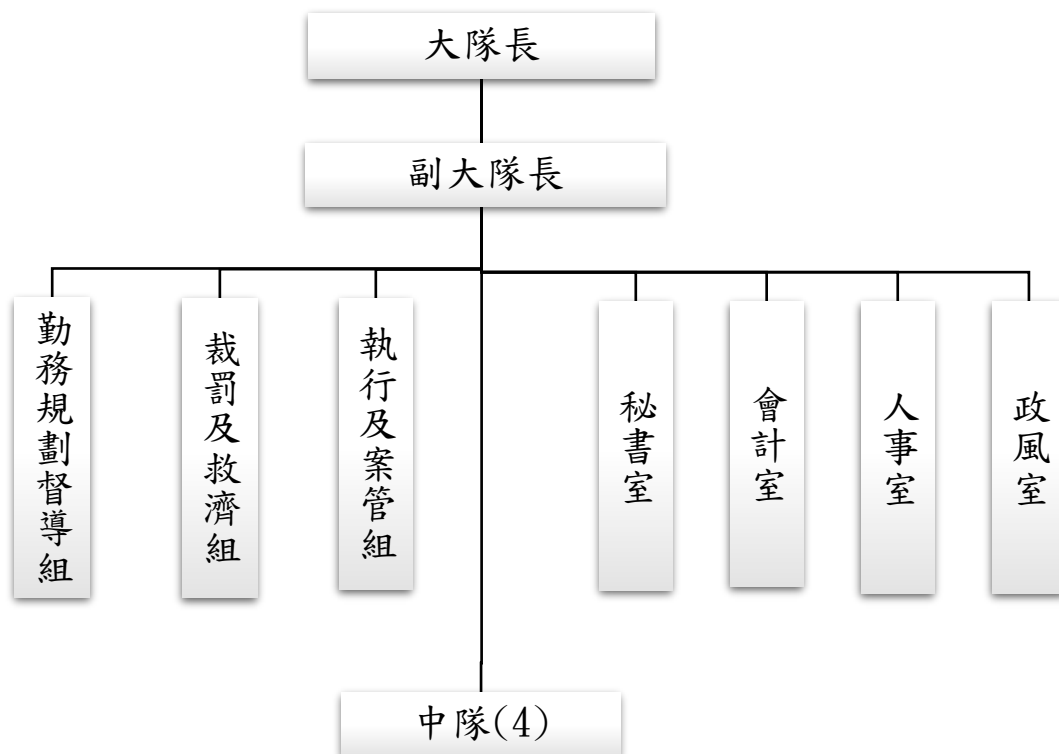 大隊長
副大隊長
勤務規劃督導組
裁罰及救濟組
執行及案管組
秘書室
會計室
人事室
政風室
中隊(4)